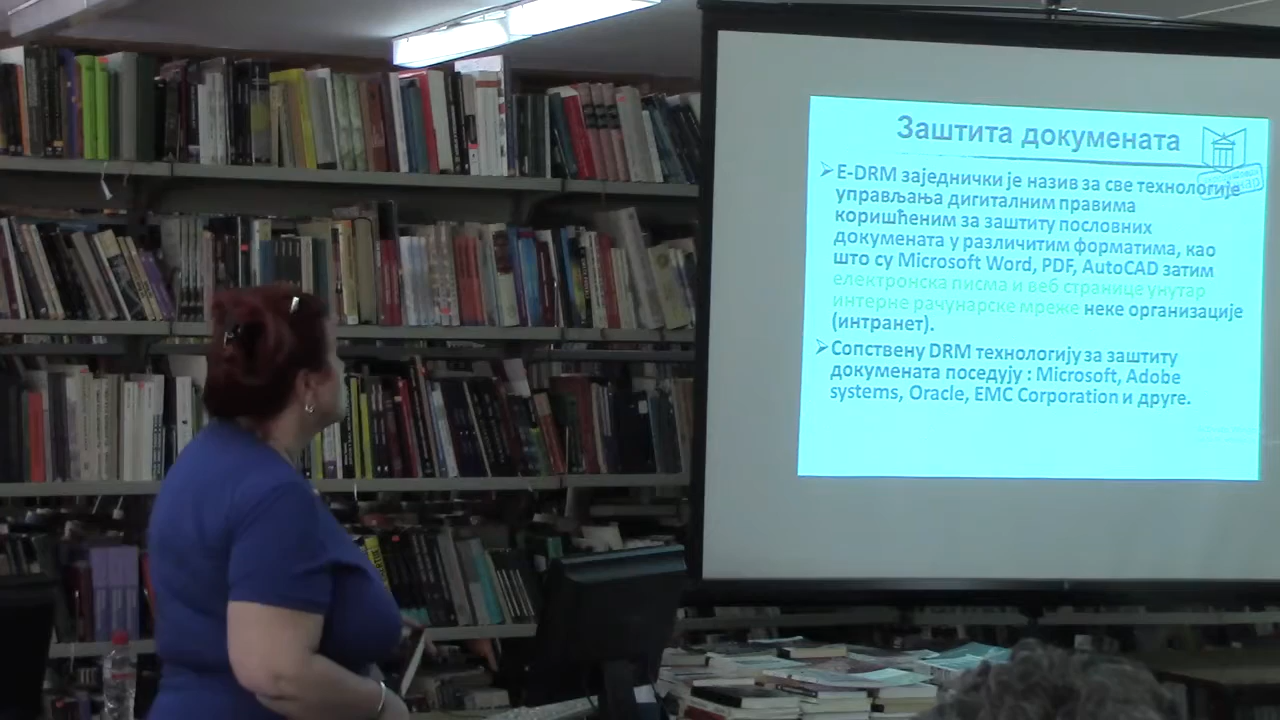 Заштита докумената
E-DRM заједнички је назив за све технологије
управљања дигиталним правима
коришћеним за заштиту пословних
докумената у различитим форматима, као
што су Microsoft Word, PDF, AutoCAD затим
електронска писма и веб странице унутар
интерне рачунарске мреже неке организације
(интранет).
Сопствену DRM технологију за заштиту
документа поседују : Microsoft, Adobe
systems, Oracle, EMC Corporation и друге.